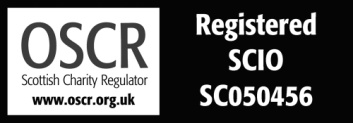 OSCR
Scottish Charity Regulator
www.oscr.org.uk
Registered
SCIO
SC050456